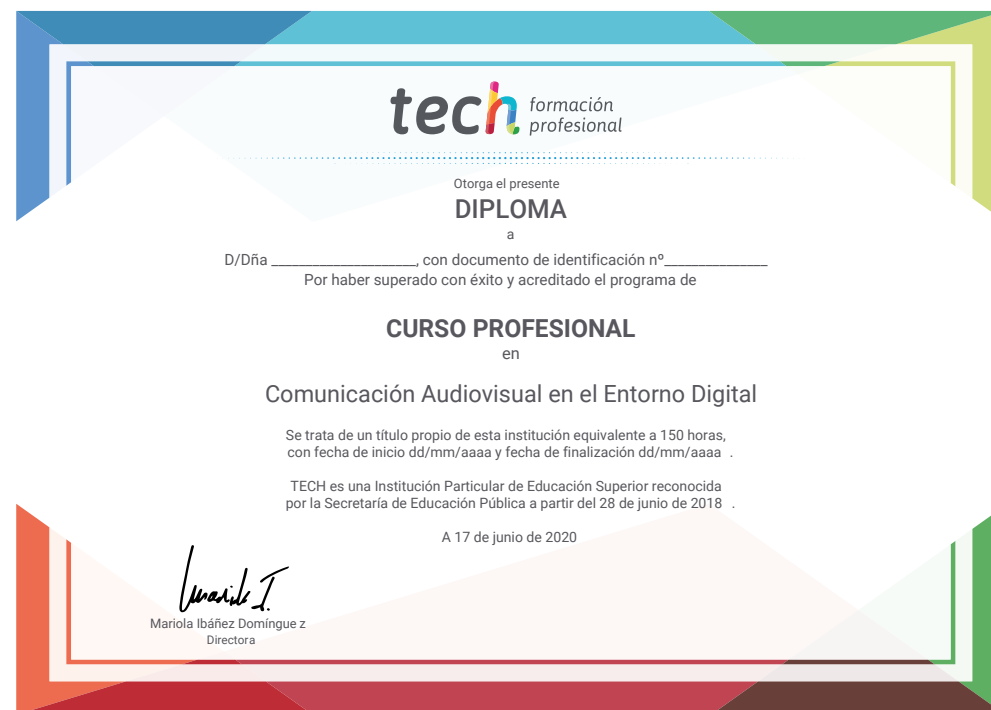 tech formación
profesional
Otorga el presente
DIPLOMA
a
D/Dña ___________________, con documento de identificación nº______________
Por haber superado con éxito y acreditado el programa de
CURSO PROFESIONAL
en
Comunicación Audiovisual en el Entorno Digital
Se trata de un título propio de esta institución equivalente a 150 horas,
con fecha de inicio dd/mm/aaaa y fecha de finalización dd/mm/aaaa .
TECH es una Institución Particular de Educación Superior reconocida
por la Secretaría de Educación Pública a partir del 28 de junio de 2018 .
A 17 de junio de 2020
Mariola Ibáñez Domíngue z
Directora